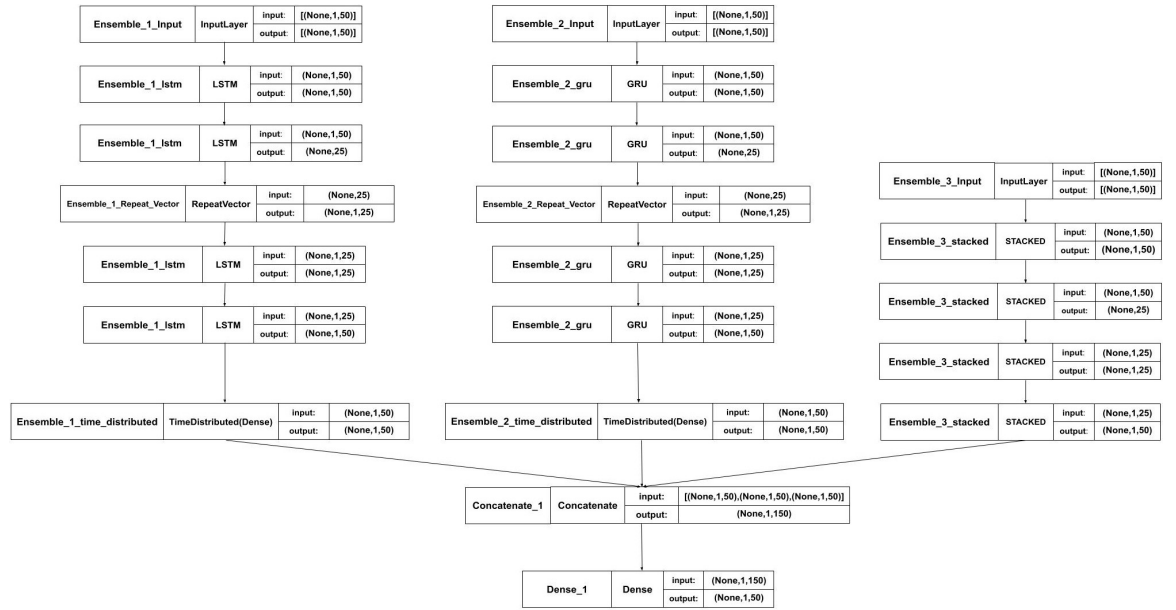 Ensemble_1_Input InputLayer input: [(None,1,50)]
output: [(None,1,50)]
Ensemble_1_lstm LSTM input: (None,1,50)
output: (None,1,50)
Ensemble_1_lstm LSTM input: (None,1,50)
output: (None,25)
Ensemble_1_Repeat_Vector RepeatVector input: (None,25)
output: (None,1,25)
Ensemble_1_lstm LSTM input: (None,1,25)
output: (None,1,25)
Ensemble_1_lstm LSTM input: (None,1,25)
output: (None,1,50)
Ensemble_1_time_distributed TimeDistributed(Dense) input: (None,1,50)
output: (None,1,50)
Ensemble_2_Input InputLayer input: [(None,1,50)]
output: [(None,1,50)]
Ensemble_2_gru GRU input: (None,1,50)
output: (None,1,50)
Ensemble_2_gru GRU input: (None,1,50)
output: (None,25)
Ensemble_2_Repeat_Vector RepeatVector input: (None,25)
output: (None,1,25)
Ensemble_2_gru GRU input: (None,1,25)
output: (None,1,25)
Ensemble_2_gru GRU input: (None,1,25)
output: (None,1,50)
Ensemble_2_time_distributed TimeDistributed(Dense) input: (None,1,50)
output: (None,1,50)
Ensemble_3_Input InputLayer input: [(None,1,50)]
output: [(None,1,50)]
Ensemble_3_stacked STACKED input: (None,1,50)
output: (None,1,50)
Ensemble_3_stacked STACKED input: (None,1,50)
output: (None,25)
Ensemble_3_stacked STACKED input: (None,1,25)
output: (None,1,25)
Ensemble_3_stacked STACKED input: (None,1,25)
output: (None,1,50)
Concatenate_1 Concatenate input: [(None,1,50),(None,1,50),(None,1,50)]
output: (None,1,150)
Dense_1 Dense input: (None,1,150)
output: (None,1,50)